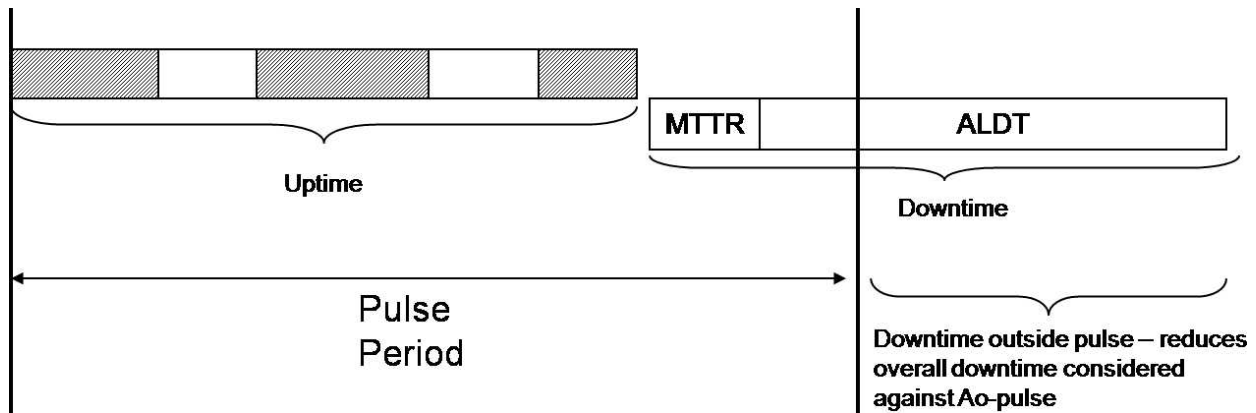 MTTR
ALDT
Uptime
Downtime
Pulse
Period
Downtime outside pulse – reduces
overall downtime considered
against Ao-pulse